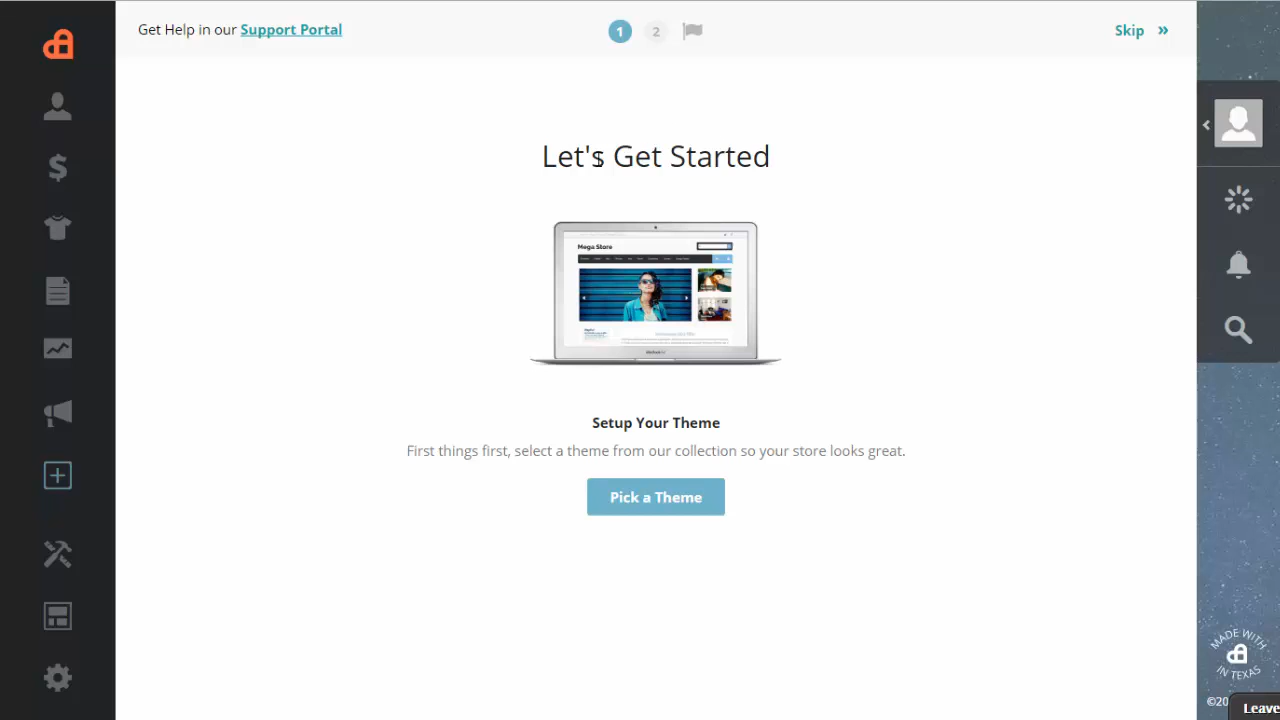 Get Help in our Support Portal
1
2
Skip »
Let's Get Started
Mega Store
Setup Your Theme
First things first, select a theme from our collection so your store looks great.
Pick a Theme
MADE WITH
IN TEXAS
©20
Leave